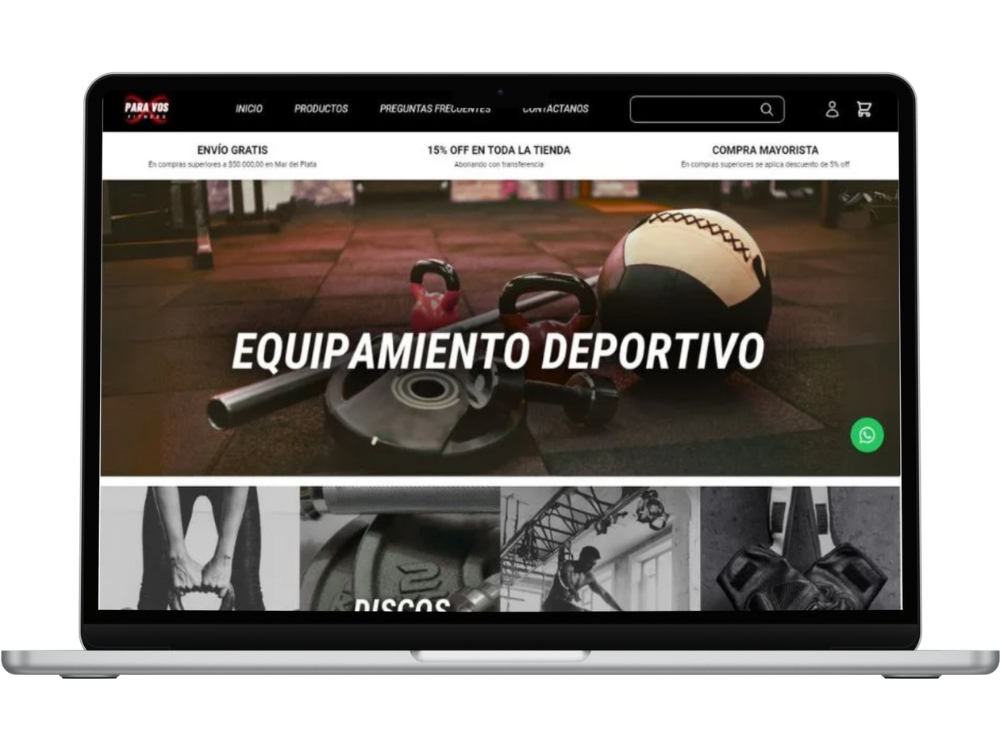 PARA VOS
FITNESS
INICIO
PRODUCTOS
PREGUNTAS FRECUENTES
CONTACTANOS
ENVÍO GRATIS
En compras superiores a $50.000,00 en Mar del Plata
15% OFF EN TODA LA TIENDA
Abonando con transferencia
COMPRA MAYORISTA
En compras superiores se aplica descuento de 5% off
EQUIPAMIENTO DEPORTIVO
DISCOS